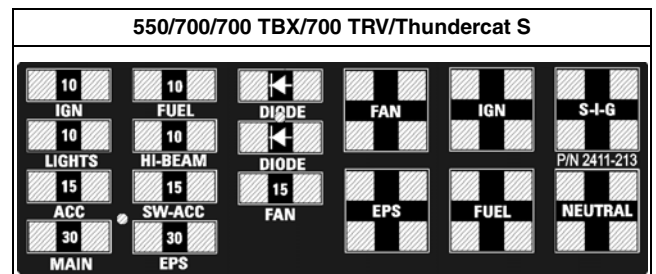 550/700/700 TBX/700 TRV/Thundercat S
10 10
IGN FUEL DIODE FAN IGN S-I-G
10 10
LIGHTS HI-BEAM DIODE P/N 2411-213
15 15 15
ACC SW-ACC FAN EPS FUEL NEUTRAL
30 30
MAIN EPS